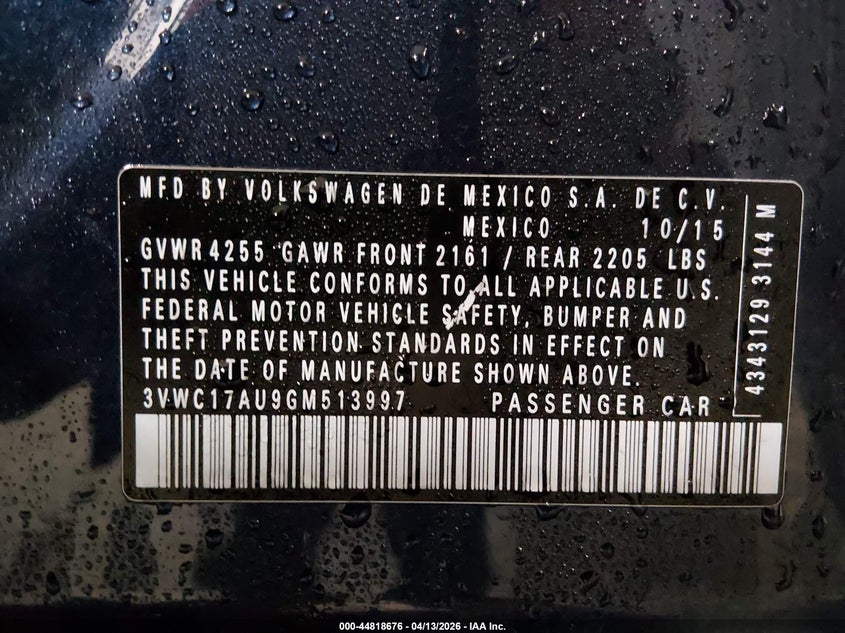 MFD BY VOLKSWAGEN DE MEXICO S.A. DE C.V.
MEXICO 10/15
GVWR 4255 GAWR FRONT 2161 / REAR 2205 LBS
THIS VEHICLE CONFORMS TO ALL APPLICABLE U.S.
FEDERAL MOTOR VEHICLE SAFETY, BUMPER AND
THEFT PREVENTION STANDARDS IN EFFECT ON
THE DATE OF MANUFACTURE SHOWN ABOVE.
3VWC17AU9GM513997 PASSENGER CAR
4343129 3144 M
000-44818676 - 04/13/2026 - IAA Inc.